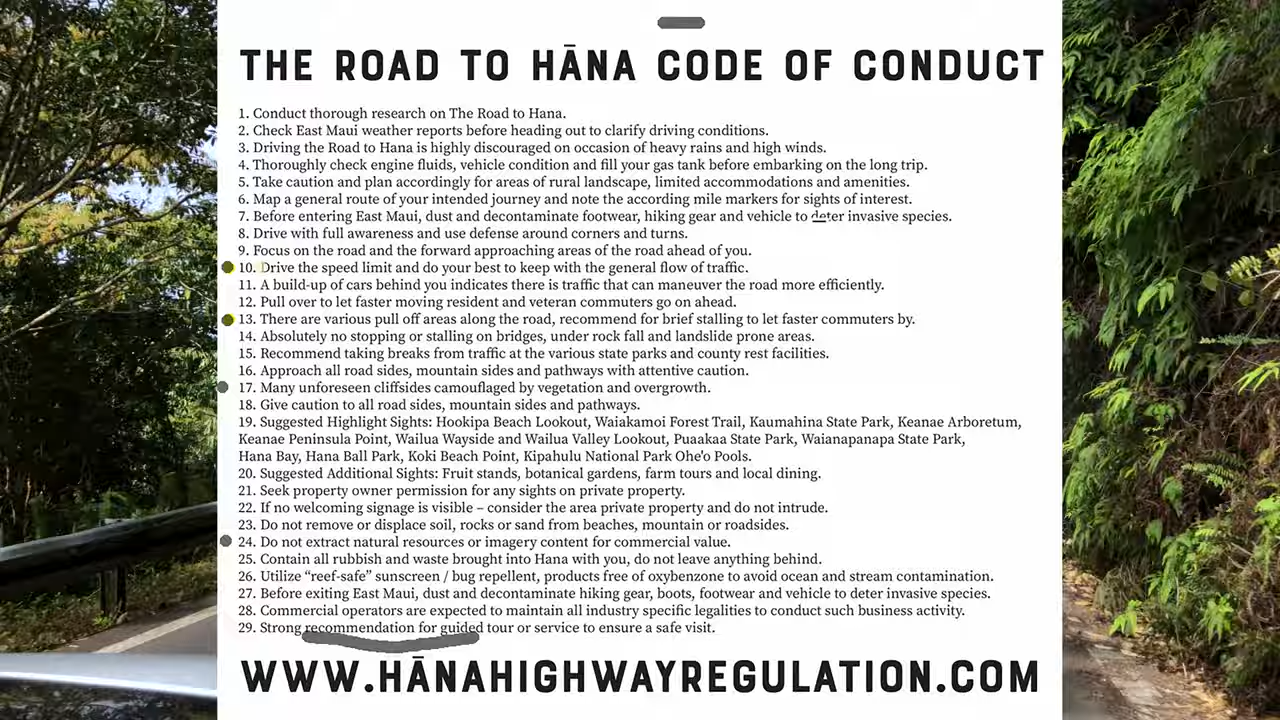 THE ROAD TO HĀNA CODE OF CONDUCT
1. Conduct thorough research on The Road to Hana.
2. Check East Maui weather reports before heading out to clarify driving conditions.
3. Driving the Road to Hana is highly discouraged on occasion of heavy rains and high winds.
4. Thoroughly check engine fluids, vehicle condition and fill your gas tank before embarking on the long trip.
5. Take caution and plan accordingly for areas of rural landscape, limited accommodations and amenities.
6. Map a general route of your intended journey and note the according mile markers for sights of interest.
7. Before entering East Maui, dust and decontaminate footwear, hiking gear and vehicle to deter invasive species.
8. Drive with full awareness and use defense around corners and turns.
9. Focus on the road and the forward approaching areas of the road ahead of you.
10. Drive the speed limit and do your best to keep with the general flow of traffic.
11. A build-up of cars behind you indicates there is traffic that can maneuver the road more efficiently.
12. Pull over to let faster moving resident and veteran commuters go on ahead.
13. There are various pull off areas along the road, recommend for brief stalling to let faster commuters by.
14. Absolutely no stopping or stalling on bridges, under rock fall and landslide prone areas.
15. Recommend taking breaks from traffic at the various state parks and county rest facilities.
16. Approach all road sides, mountain sides and pathways with attentive caution.
17. Many unforeseen cliffsides camouflaged by vegetation and overgrowth.
18. Give caution to all road sides, mountain sides and pathways.
19. Suggested Highlight Sights: Hookipa Beach Lookout, Waiakamoi Forest Trail, Kaumahina State Park, Keanae Arboretum,
Keanae Peninsula Point, Wailua Wayside and Wailua Valley Lookout, Puaakaa State Park, Waianapanapa State Park,
Hana Bay, Hana Ball Park, Koki Beach Point, Kipahulu National Park Ohe'o Pools.
20. Suggested Additional Sights: Fruit stands, botanical gardens, farm tours and local dining.
21. Seek property owner permission for any sights on private property.
22. If no welcoming signage is visible – consider the area private property and do not intrude.
23. Do not remove or displace soil, rocks or sand from beaches, mountain or roadsides.
24. Do not extract natural resources or imagery content for commercial value.
25. Contain all rubbish and waste brought into Hana with you, do not leave anything behind.
26. Utilize “reef-safe” sunscreen / bug repellent, products free of oxybenzone to avoid ocean and stream contamination.
27. Before exiting East Maui, dust and decontaminate hiking gear, boots, footwear and vehicle to deter invasive species.
28. Commercial operators are expected to maintain all industry specific legalities to conduct such business activity.
29. Strong recommendation for guided tour or service to ensure a safe visit.
WWW.HĀNAHIGHWAYREGULATION.COM